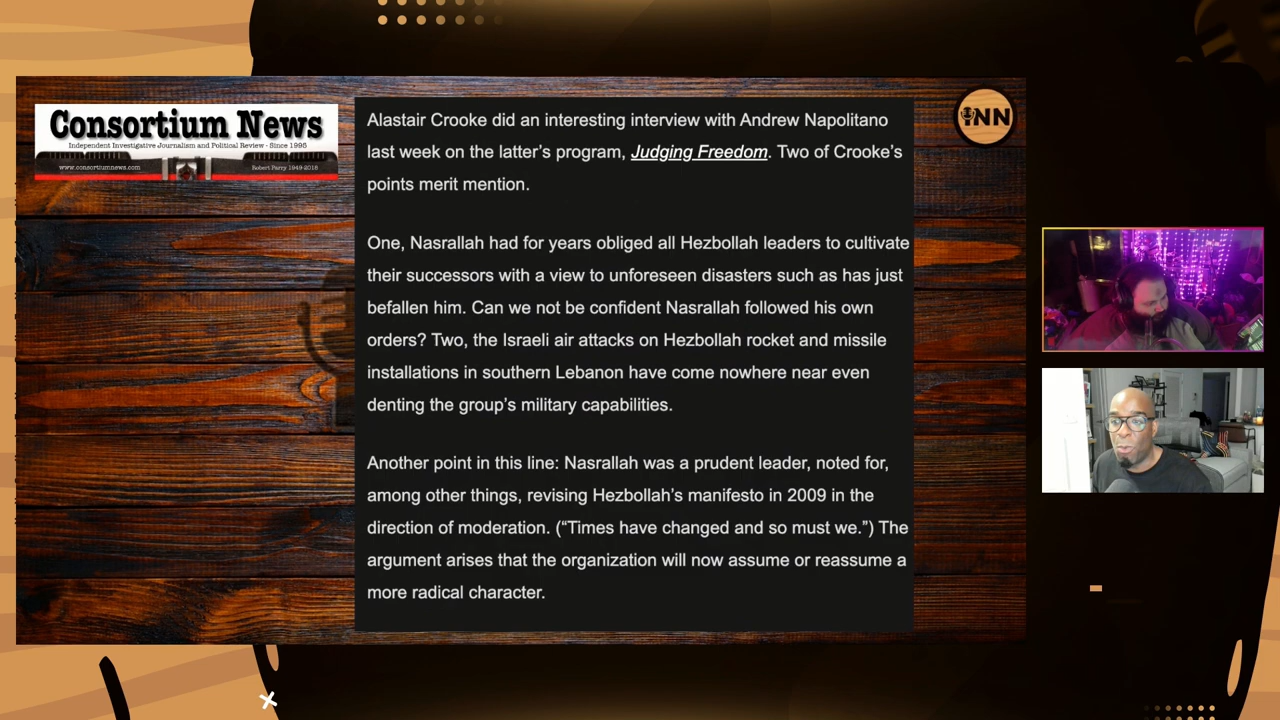 Consortium News
Independent Investigative Journalism and Political Review - Since 1995
www.consortiumnews.com
Robert Parry 1949-2018
iNN
Alastair Crooke did an interesting interview with Andrew Napolitano
last week on the latter's program, Judging Freedom. Two of Crooke's
points merit mention.
One, Nasrallah had for years obliged all Hezbollah leaders to cultivate
their successors with a view to unforeseen disasters such as has just
befallen him. Can we not be confident Nasrallah followed his own
orders? Two, the Israeli air attacks on Hezbollah rocket and missile
installations in southern Lebanon have come nowhere near even
denting the group's military capabilities.
Another point in this line: Nasrallah was a prudent leader, noted for,
among other things, revising Hezbollah's manifesto in 2009 in the
direction of moderation. (“Times have changed and so must we.”) The
argument arises that the organization will now assume or reassume a
more radical character.